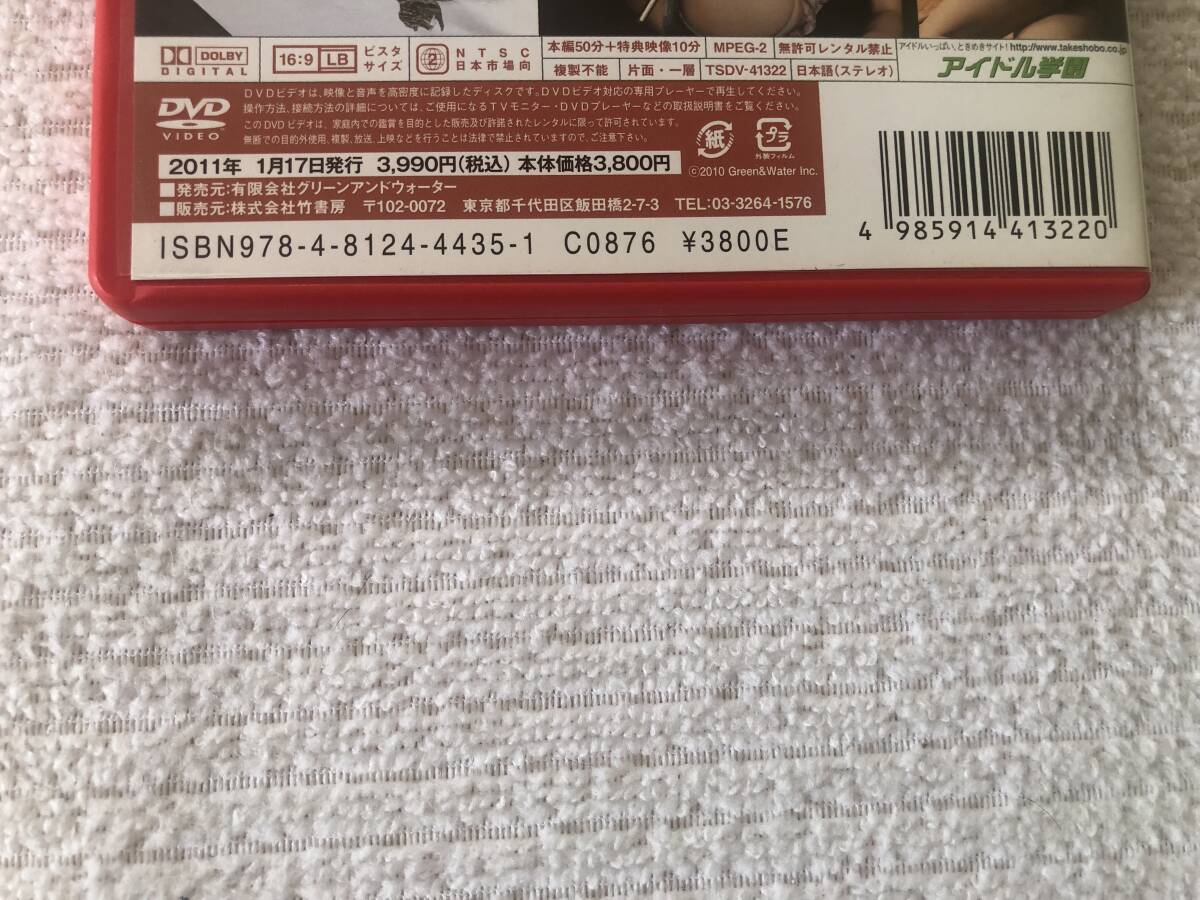 DOLBY DIGITAL 16:9 LB ビスタサイズ 2 NTSC 日本市場向 本編50分+特典映像10分 MPEG-2 無許可レンタル禁止 アイドルいっぱい、ときめきサイト! http://www.takeshobo.co.jp
複製不能 片面・一層 TSDV-41322 日本語(ステレオ) アイドル学園
DVD VIDEO
DVDビデオは、映像と音声を高密度に記録したディスクです。DVDビデオ対応の専用プレーヤーで再生してください。
操作方法、接続方法の詳細については、ご使用になるTVモニター・DVDプレーヤーなどの取扱説明書をご覧ください。
このDVDビデオは、家庭内での鑑賞を目的とした販売及び許諾されたレンタルに限って許可されています。
無断での目的外使用、複製、放送、上映などを行うことは法律で禁止されていますので、ご注意下さい。
紙 プラ 外装フィルム
2011年 1月17日発行 3,990円(税込) 本体価格3,800円
©2010 Green&Water Inc.
■発売元:有限会社グリーンアンドウォーター
■販売元:株式会社竹書房 〒102-0072 東京都千代田区飯田橋2-7-3 TEL:03-3264-1576
ISBN978-4-8124-4435-1 C0876 ¥3800E
4 985914 413220